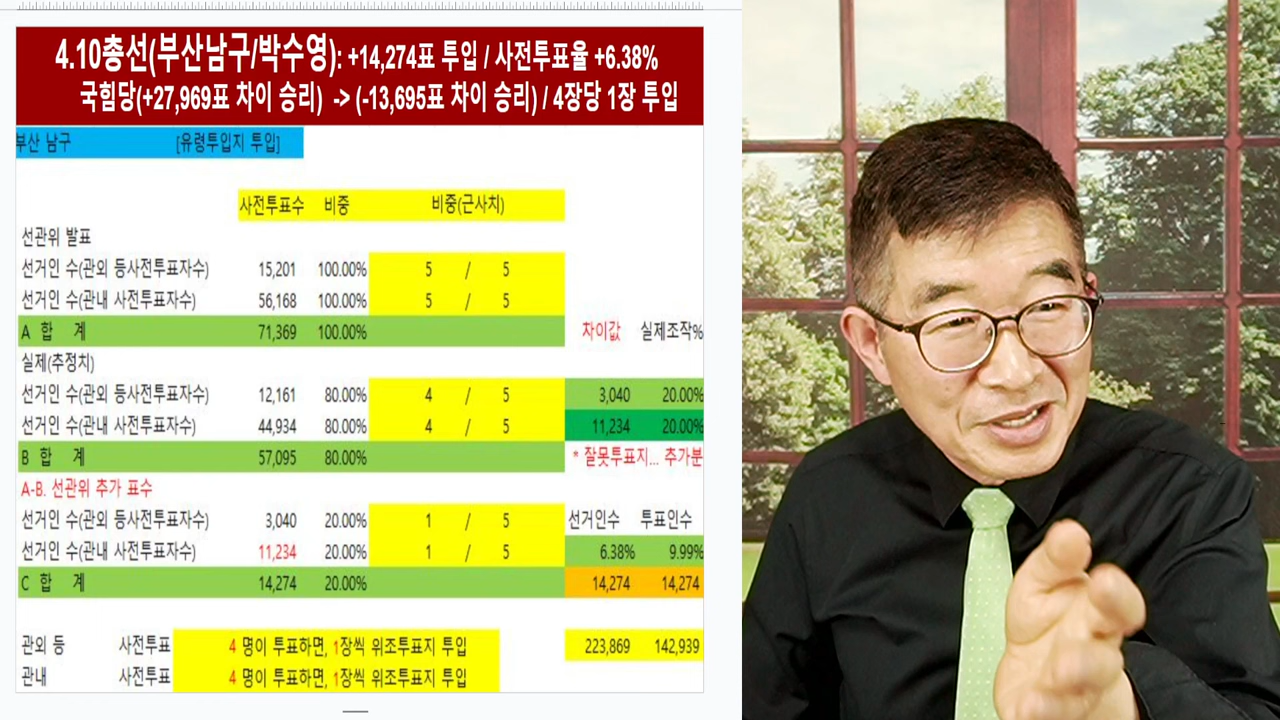 4.10총선(부산남구/박수영): +14,274표 투입 / 사전투표율 +6.38%
국힘당(+27,969표 차이 승리) -> (-13,695표 차이 승리) / 4장당 1장 투입
부산 남구 [유령투입지 투입]
사전투표수 비중 비중(근사치)
선관위 발표
선거인 수(관외 등사전투표자수) 15,201 100.00% 5 / 5
선거인 수(관내 사전투표자수) 56,168 100.00% 5 / 5
A 합 계 71,369 100.00% 차이값 실제조작%
실제(추정치)
선거인 수(관외 등사전투표자수) 12,161 80.00% 4 / 5 3,040 20.00%
선거인 수(관내 사전투표자수) 44,934 80.00% 4 / 5 11,234 20.00%
B 합 계 57,095 80.00% * 잘못투표지... 추가분
A-B. 선관위 추가 표수
선거인 수(관외 등사전투표자수) 3,040 20.00% 1 / 5 선거인수 투표인수
선거인 수(관내 사전투표자수) 11,234 20.00% 1 / 5 6.38% 9.99%
C 합 계 14,274 20.00% 14,274 14,274
관외 등 사전투표 4 명이 투표하면, 1장씩 위조투표지 투입 223,869 142,939
관내 사전투표 4 명이 투표하면, 1장씩 위조투표지 투입